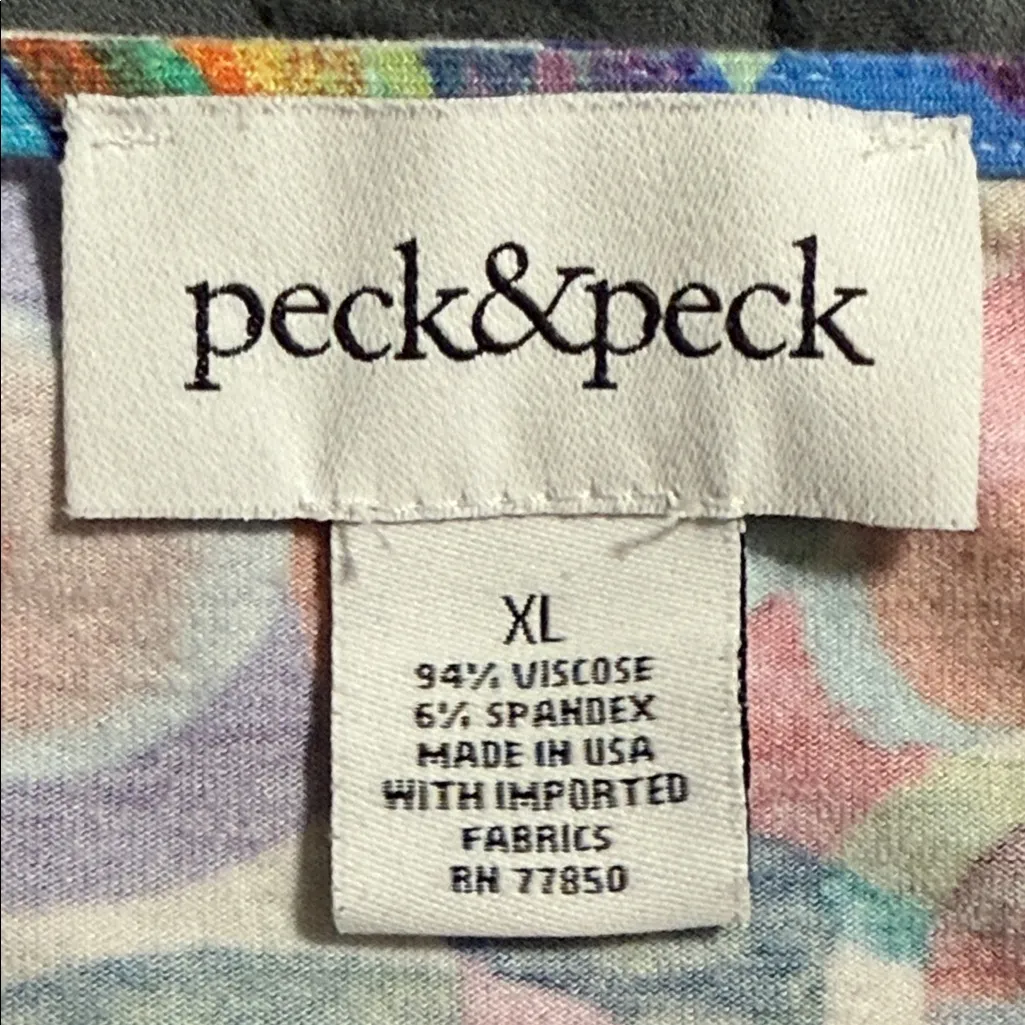 peck&peck
XL
94% VISCOSE
6% SPANDEX
MADE IN USA
WITH IMPORTED
FABRICS
RN 77850